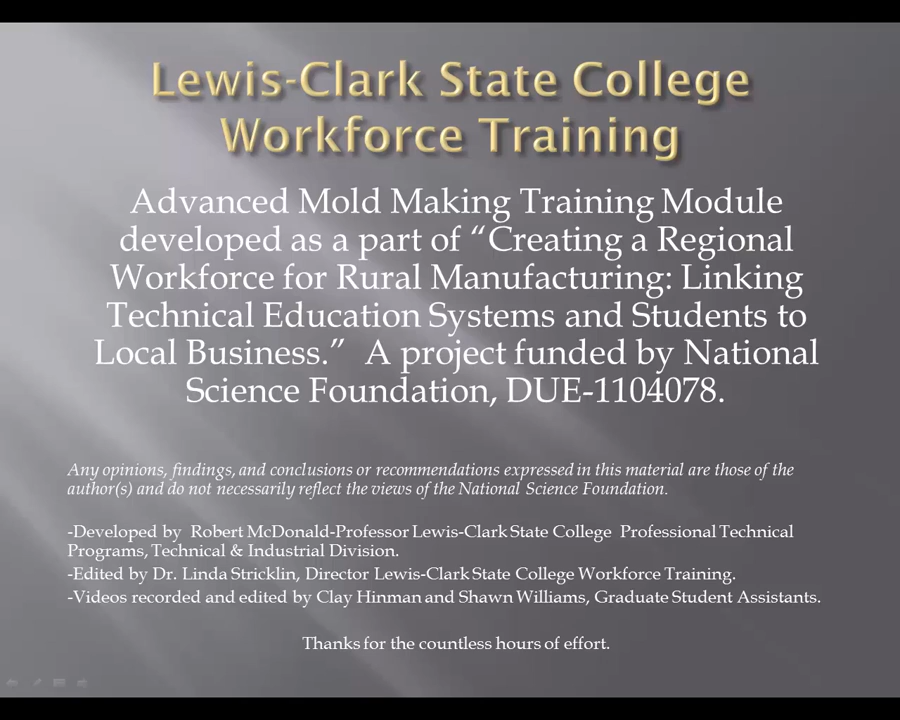 Lewis-Clark State College
Workforce Training
Advanced Mold Making Training Module
developed as a part of “Creating a Regional
Workforce for Rural Manufacturing: Linking
Technical Education Systems and Students to
Local Business.” A project funded by National
Science Foundation, DUE-1104078.
Any opinions, findings, and conclusions or recommendations expressed in this material are those of the
author(s) and do not necessarily reflect the views of the National Science Foundation.
-Developed by Robert McDonald-Professor Lewis-Clark State College Professional Technical
Programs, Technical & Industrial Division.
-Edited by Dr. Linda Stricklin, Director Lewis-Clark State College Workforce Training.
-Videos recorded and edited by Clay Hinman and Shawn Williams, Graduate Student Assistants.
Thanks for the countless hours of effort.